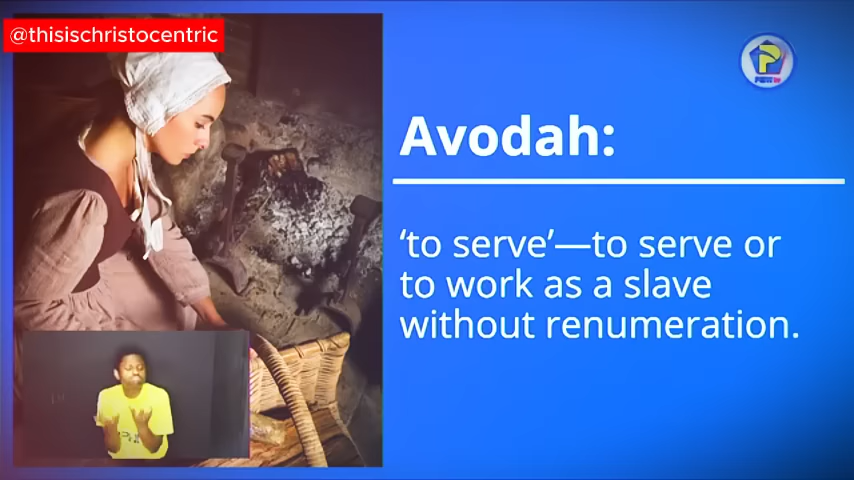 @thisischristocentric
P
Avodah:
‘to serve’—to serve or
to work as a slave
without renumeration.